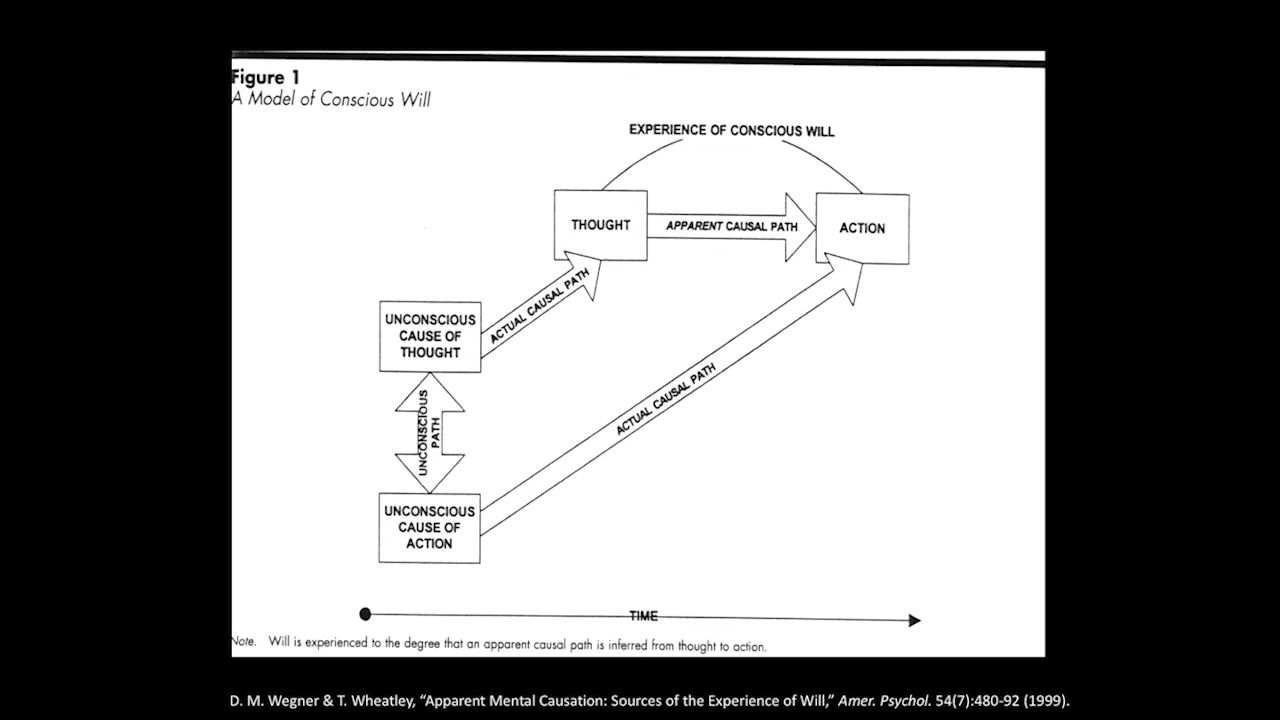 Figure 1
A Model of Conscious Will
EXPERIENCE OF CONSCIOUS WILL
THOUGHT
APPARENT CAUSAL PATH
ACTION
ACTUAL CAUSAL PATH
UNCONSCIOUS
CAUSE OF
THOUGHT
UNCONSCIOUS
PATH
ACTUAL CAUSAL PATH
UNCONSCIOUS
CAUSE OF
ACTION
TIME
Note. Will is experienced to the degree that an apparent causal path is inferred from thought to action.
D. M. Wegner & T. Wheatley, “Apparent Mental Causation: Sources of the Experience of Will,” Amer. Psychol. 54(7):480-92 (1999).